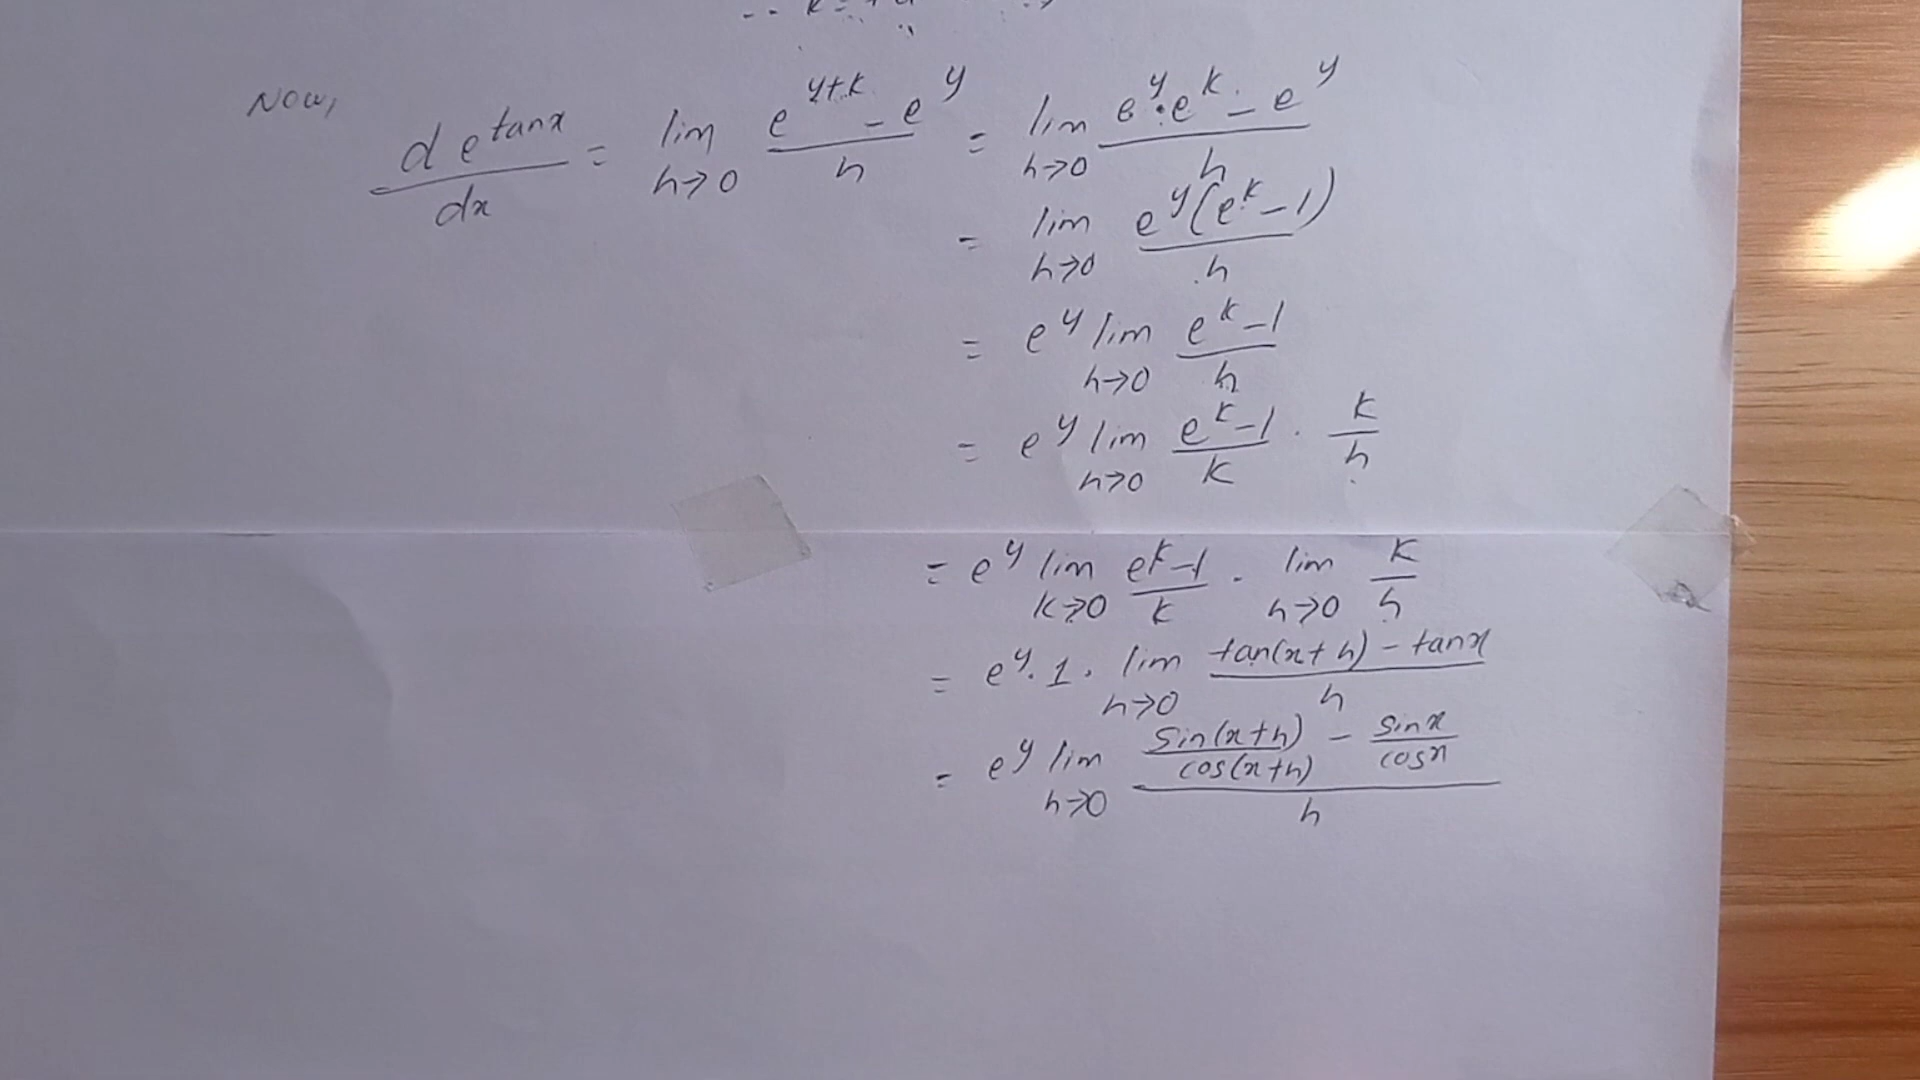 Now,
d e^tanx/dx = lim h→0 (e^(y+k) - e^y)/h = lim h→0 (e^y · e^k - e^y)/h
= lim h→0 e^y(e^k - 1)/h
= e^y lim h→0 (e^k - 1)/h
= e^y lim h→0 (e^k - 1)/k · k/h
= e^y lim k→0 (e^k - 1)/k · lim h→0 k/h
= e^y · 1 · lim h→0 (tan(x+h) - tanx)/h
= e^y lim h→0 (sin(x+h)/cos(x+h) - sinx/cosx)/h